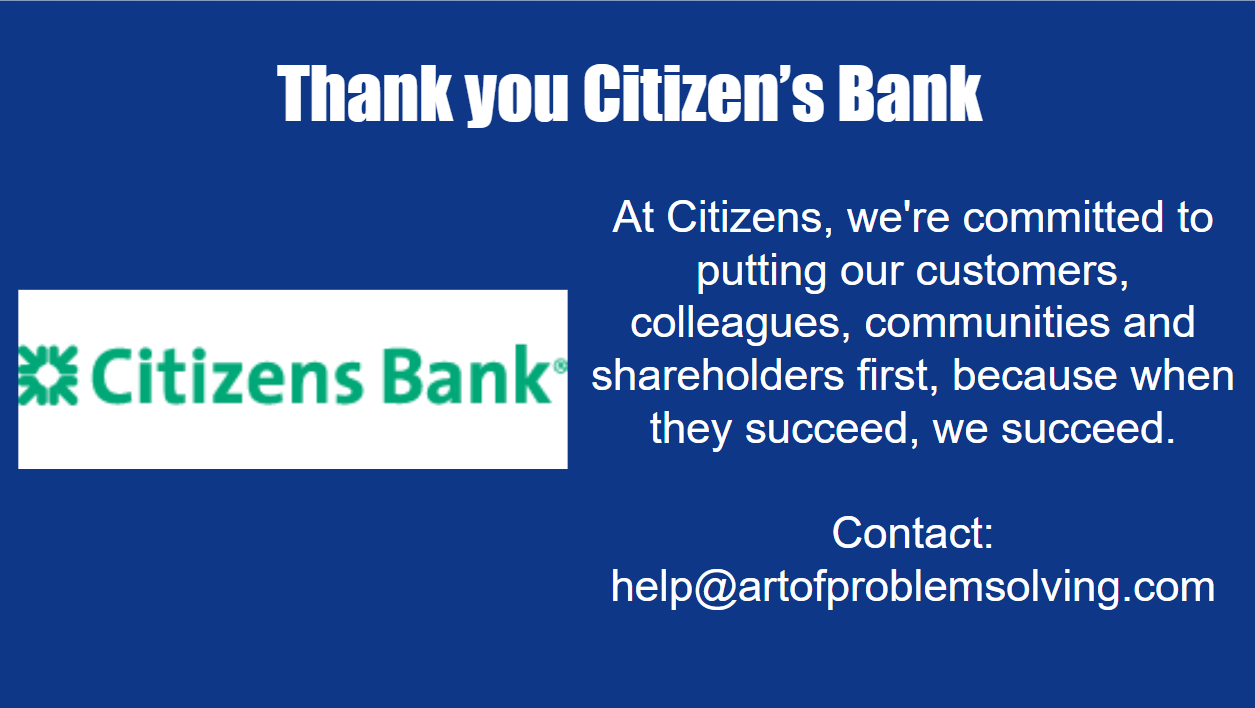 Thank you Citizen’s Bank
Citizens Bank®
At Citizens, we're committed to
putting our customers,
colleagues, communities and
shareholders first, because when
they succeed, we succeed.
Contact:
help@artofproblemsolving.com